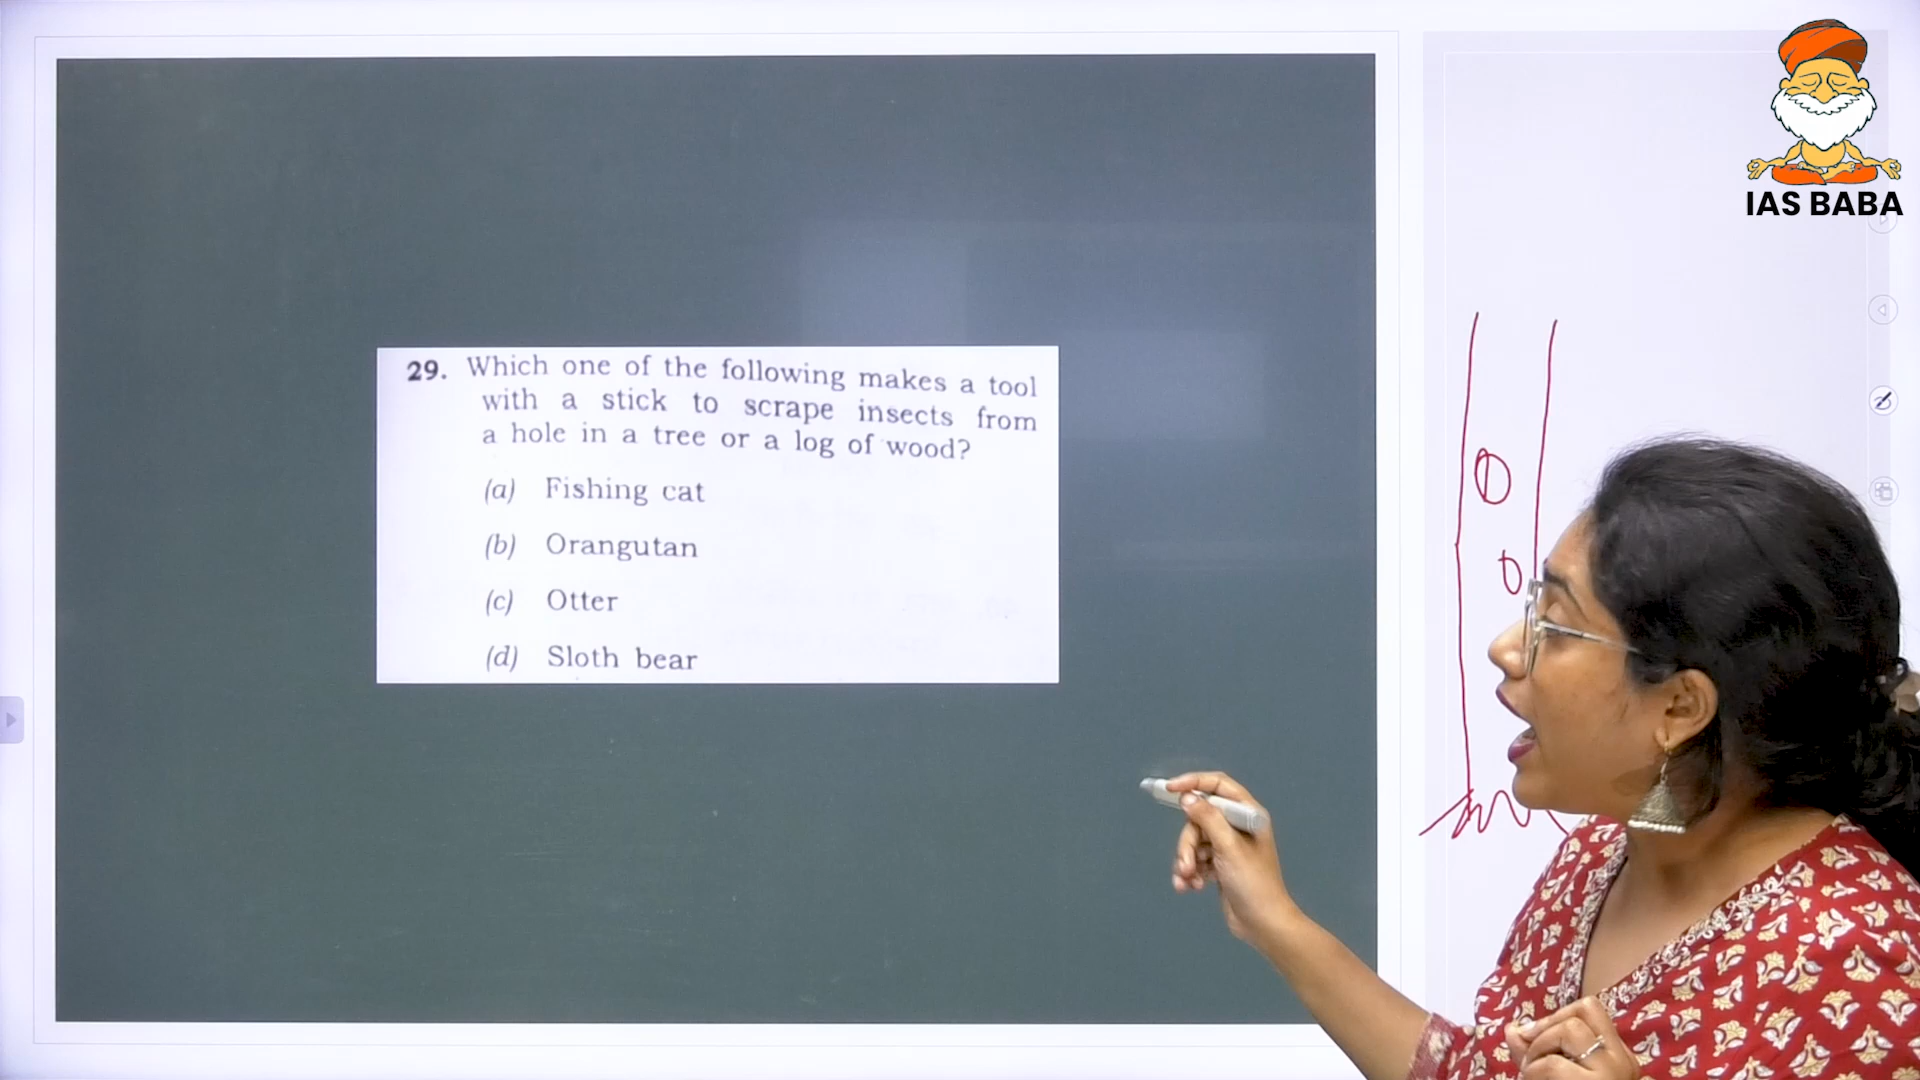 IAS BABA
29. Which one of the following makes a tool
with a stick to scrape insects from
a hole in a tree or a log of wood?
(a) Fishing cat
(b) Orangutan
(c) Otter
(d) Sloth bear